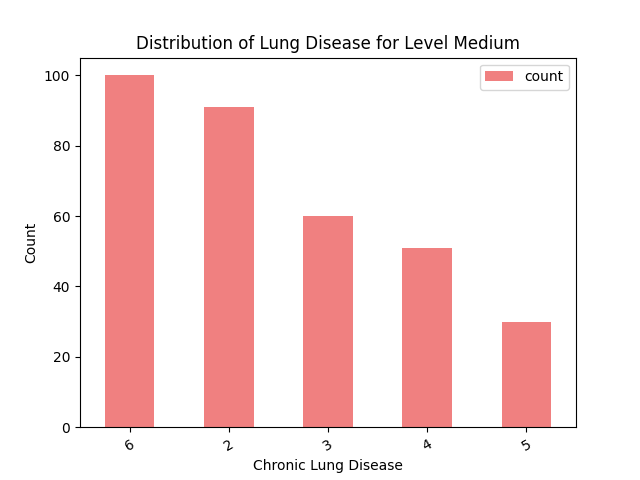 Distribution of Lung Disease for Level Medium
count
100
80
60
40
20
0
Count
6 2 3 4 5
Chronic Lung Disease